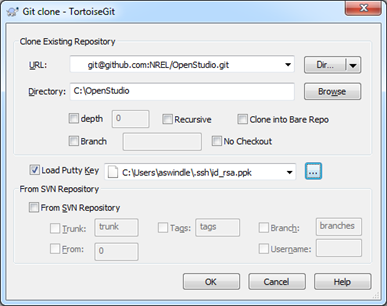 Git clone - TortoiseGit
Clone Existing Repository
URL: git@github.com:NREL/OpenStudio.git Dir...
Directory: C:\OpenStudio Browse
depth 0 Recursive Clone into Bare Repo
Branch No Checkout
Load Putty Key C:\Users\aswindle\.ssh\id_rsa.ppk ...
From SVN Repository
From SVN Repository
Trunk: trunk Tags: tags Branch: branches
From: 0 Username:
OK Cancel Help